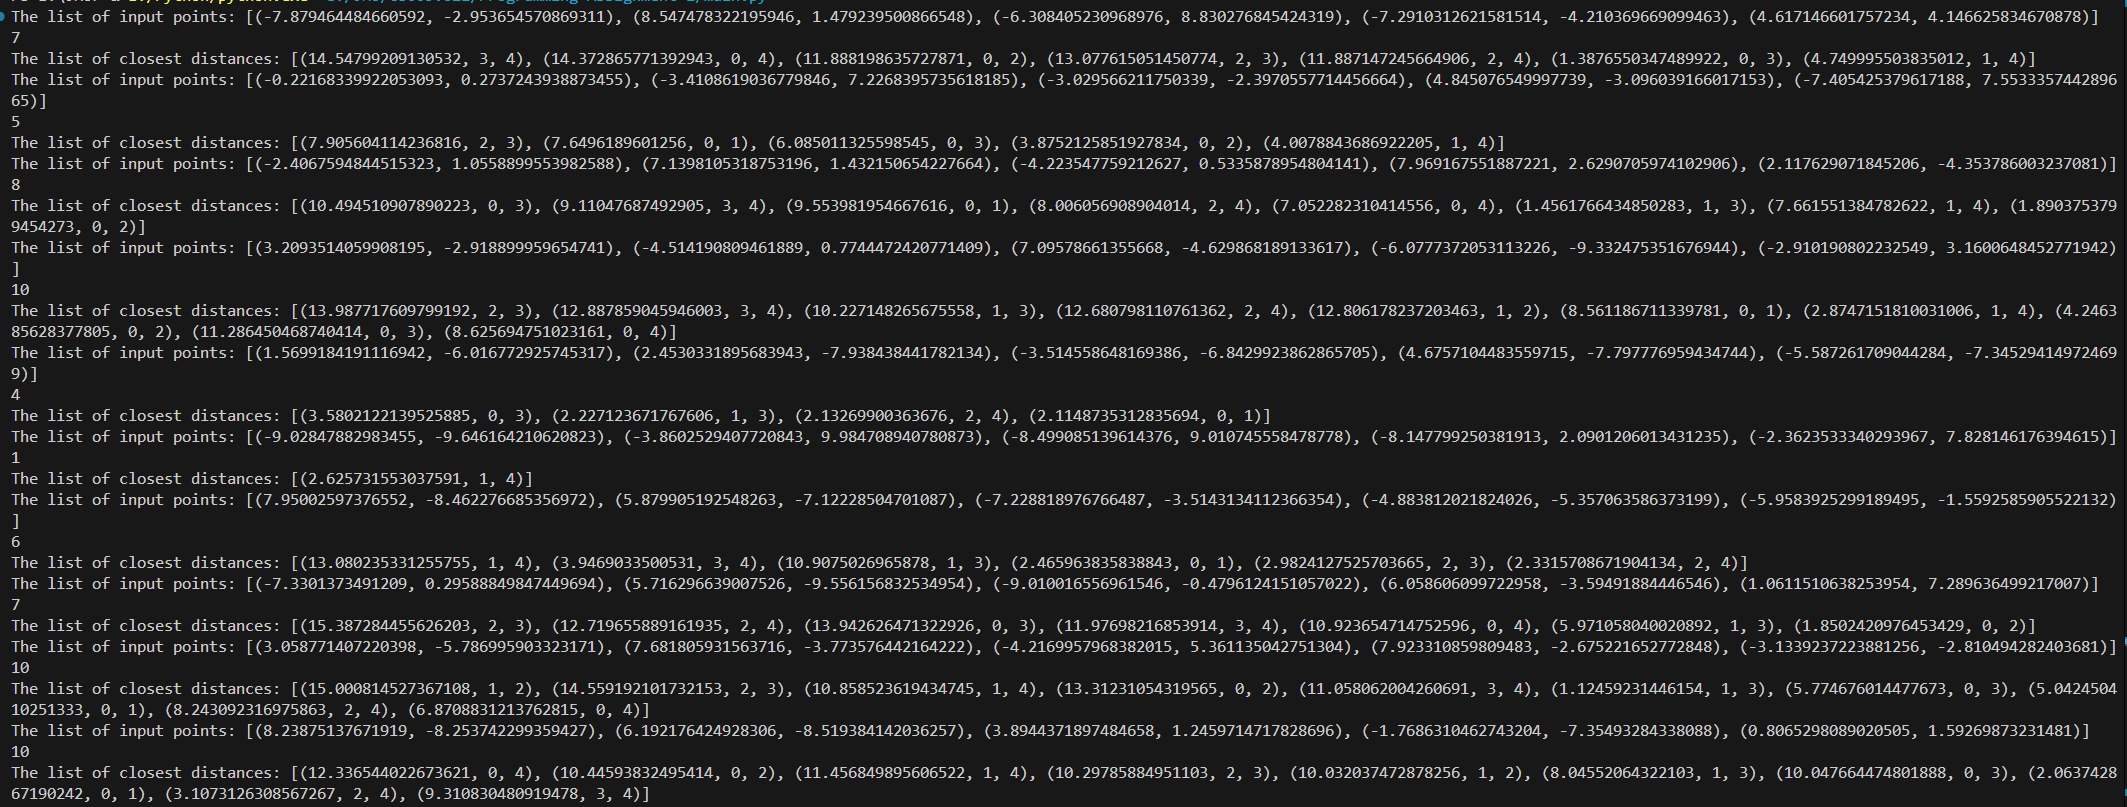 The list of input points: [(-7.879464484660592, -2.953654570869311), (8.547478322195946, 1.479239500866548), (-6.308405230968976, 8.830276845424319), (-7.2910312621581514, -4.210369669099463), (4.617146601757234, 4.146625834670878)]
7
The list of closest distances: [(14.54799209130532, 3, 4), (14.372865771392943, 0, 4), (11.888198635727871, 0, 2), (13.077615051450774, 2, 3), (11.887147245664906, 2, 4), (1.3876550347489922, 0, 3), (4.749995503835012, 1, 4)]
The list of input points: [(-0.22168339922053093, 0.2737243938873455), (-3.4108619036779846, 7.2268395735618185), (-3.029566211750339, -2.3970557714456664), (4.845076549997739, -3.096039166017153), (-7.405425379617188, 7.5533357442896
65)]
5
The list of closest distances: [(7.905604114236816, 2, 3), (7.6496189601256, 0, 1), (6.085011325598545, 0, 3), (3.8752125851927834, 0, 2), (4.0078843686922205, 1, 4)]
The list of input points: [(-2.4067594844515323, 1.0558899553982588), (7.1398105318753196, 1.432150654227664), (-4.223547759212627, 0.5335878954804141), (7.969167551887221, 2.6290705974102906), (2.117629071845206, -4.353786003237081)]
8
The list of closest distances: [(10.494510907890223, 0, 3), (9.11047687492905, 3, 4), (9.553981954667616, 0, 1), (8.006056908904014, 2, 4), (7.052282310414556, 0, 4), (1.4561766434850283, 1, 3), (7.661551384782622, 1, 4), (1.890375379
9454273, 0, 2)]
The list of input points: [(3.2093514059908195, -2.918899959654741), (-4.514190809461889, 0.7744472420771409), (7.09578661355668, -4.629868189133617), (-6.0777372053113226, -9.332475351676944), (-2.910190802232549, 3.1600648452771942)
]
10
The list of closest distances: [(13.987717609799192, 2, 3), (12.887859045946003, 3, 4), (10.227148265675558, 1, 3), (12.680798110761362, 2, 4), (12.806178237203463, 1, 2), (8.561186711339781, 0, 1), (2.8747151810031006, 1, 4), (4.2463
85628377805, 0, 2), (11.286450468740414, 0, 3), (8.625694751023161, 0, 4)]
The list of input points: [(1.5699184191116942, -6.016772925745317), (2.4530331895683943, -7.938438441782134), (-3.514558648169386, -6.8429923862865705), (4.6757104483559715, -7.797776959434744), (-5.587261709044284, -7.34529414972469
9)]
4
The list of closest distances: [(3.5802122139525885, 0, 3), (2.227123671767606, 1, 3), (2.13269900363676, 2, 4), (2.1148735312835694, 0, 1)]
The list of input points: [(-9.02847882983455, -9.646164210620823), (-3.8602529407720843, 9.984708940780873), (-8.499085139614376, 9.010745558478778), (-8.147799250381913, 2.0901206013431235), (-2.3623533340293967, 7.828146176394615)]
1
The list of closest distances: [(2.625731553037591, 1, 4)]
The list of input points: [(7.95002597376552, -8.462276685356972), (5.879905192548263, -7.12228504701087), (-7.228818976766487, -3.5143134112366354), (-4.883812021824026, -5.357063586373199), (-5.9583925299189495, -1.5592585905522132)
]
6
The list of closest distances: [(13.080235331255755, 1, 4), (3.9469033500531, 3, 4), (10.9075026965878, 1, 3), (2.465963835838843, 0, 1), (2.9824127525703665, 2, 3), (2.3315708671904134, 2, 4)]
The list of input points: [(-7.3301373491209, 0.29588849847449694), (5.716296639007526, -9.556156832534954), (-9.010016556961546, -0.4796124151057022), (6.058606099722958, -3.59491884446546), (1.0611510638253954, 7.289636499217007)]
7
The list of closest distances: [(15.387284455626203, 2, 3), (12.719655889161935, 2, 4), (13.942626471322926, 0, 3), (11.97698216853914, 3, 4), (10.923654714752596, 0, 4), (5.971058040020892, 1, 3), (1.8502420976453429, 0, 2)]
The list of input points: [(3.058771407220398, -5.786995903323171), (7.681805931563716, -3.773576442164222), (-4.2169957968382015, 5.361135042751304), (7.923310859809483, -2.675221652772848), (-3.1339237223881256, -2.810494282403681)]
10
The list of closest distances: [(15.000814527367108, 1, 2), (14.559192101732153, 2, 3), (10.858523619434745, 1, 4), (13.31231054319565, 0, 2), (11.058062004260691, 3, 4), (1.12459231446154, 1, 3), (5.774676014477673, 0, 3), (5.0424504
10251333, 0, 1), (8.243092316975863, 2, 4), (6.8708831213762815, 0, 4)]
The list of input points: [(8.23875137671919, -8.253742299359427), (6.192176424928306, -8.519384142036257), (3.8944371897484658, 1.2459714717828696), (-1.7686310462743204, -7.35493284338088), (0.8065298089020505, 1.59269873231481)]
10
The list of closest distances: [(12.336544022673621, 0, 4), (10.44593832495414, 0, 2), (11.456849895606522, 1, 4), (10.29785884951103, 2, 3), (10.032037472878256, 1, 2), (8.04552064322103, 1, 3), (10.047664474801888, 0, 3), (2.0637428
67190242, 0, 1), (3.1073126308567267, 2, 4), (9.310830480919478, 3, 4)]